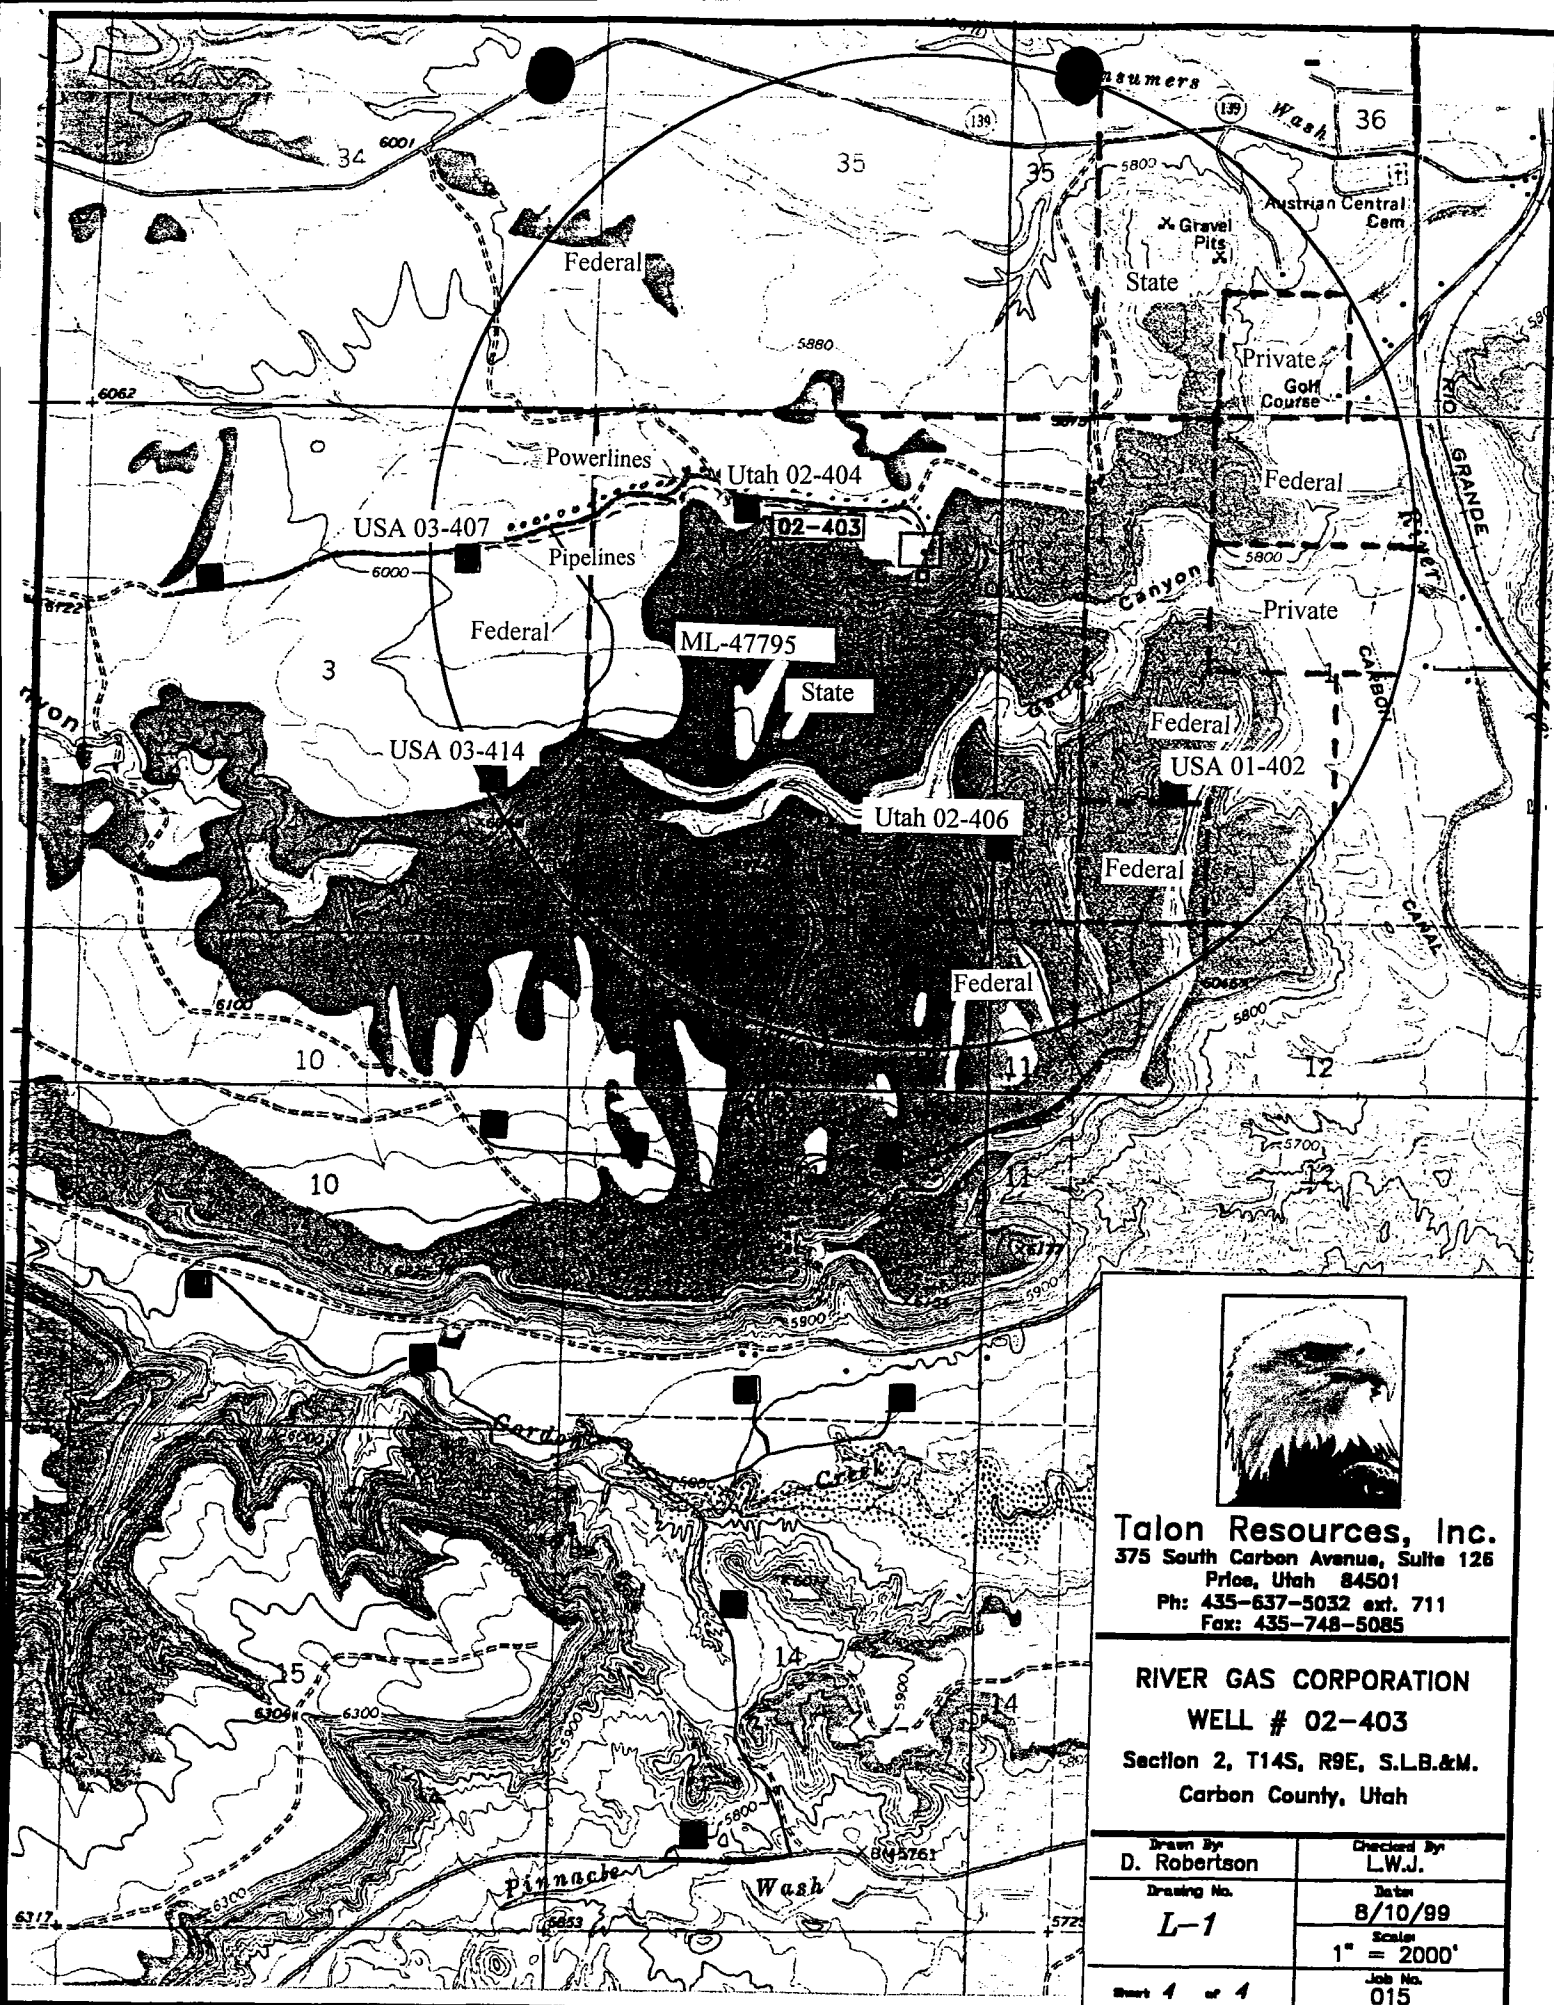 nsumers
Wash
139
139
36
6001
34
35
35
5800
Austrian Central
Cem
Gravel
Pits
Federal
State
5880
Private
Golf
Course
6062
RIO
GRANDE
Powerlines
Utah 02-404
Federal
USA 03-407
02-403
Pipelines
6000
5800
Canyon
Private
Federal
ML-47795
3
State
CARBON
Federal
USA 03-414
USA 01-402
Utah 02-406
Federal
CANAL
Federal
6100
5800
10
11
12
5700
10
11
12
5900
5900
Gordon
Creek
15
14
5900
14
6304
6300
5900
5800
BM5761
Pinnacle
Wash
6300
6317
5853
5725
Talon Resources, Inc.
375 South Carbon Avenue, Suite 126
Price, Utah 84501
Ph: 435-637-5032 ext. 711
Fax: 435-748-5085
RIVER GAS CORPORATION
WELL # 02-403
Section 2, T14S, R9E, S.L.B.&M.
Carbon County, Utah
Drawn By:
D. Robertson
Checked By:
L.W.J.
Drawing No.
L-1
Date:
8/10/99
Scale:
1" = 2000'
Sheet 4 of 4
Job No.
015